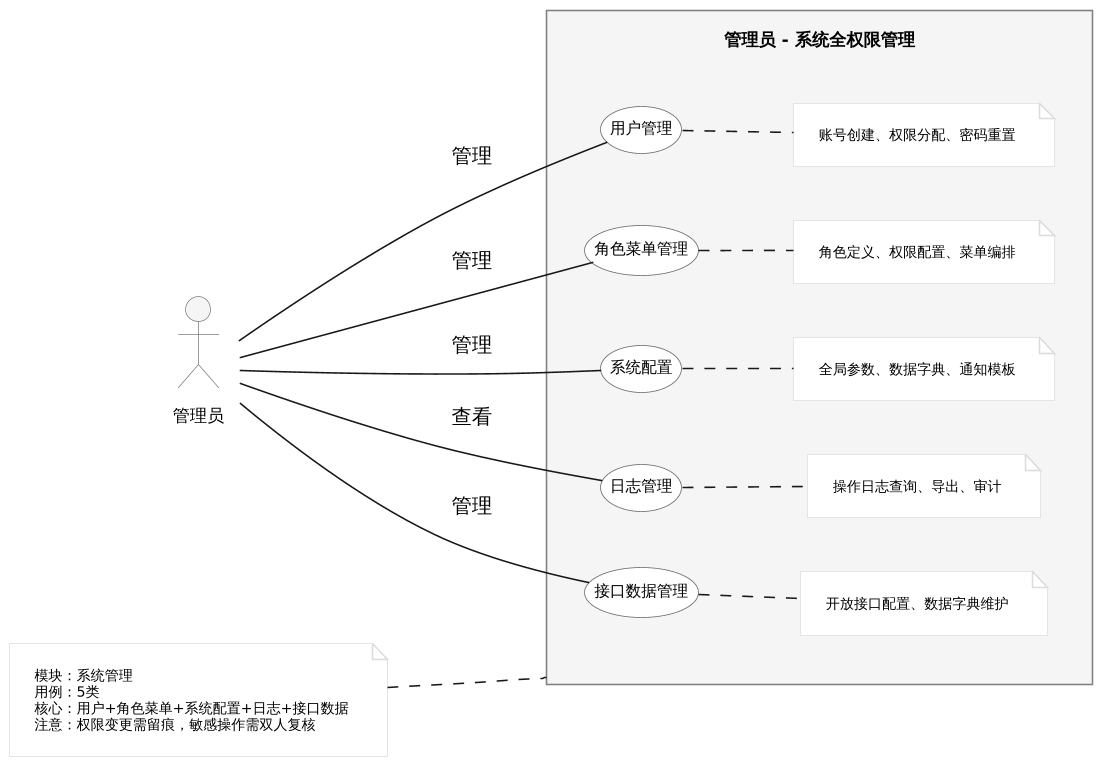 管理员 - 系统全权限管理
管理
用户管理
账号创建、权限分配、密码重置
管理
角色菜单管理
角色定义、权限配置、菜单编排
管理
系统配置
全局参数、数据字典、通知模板
管理员
查看
日志管理
操作日志查询、导出、审计
管理
接口数据管理
开放接口配置、数据字典维护
模块：系统管理
用例：5类
核心：用户+角色菜单+系统配置+日志+接口数据
注意：权限变更需留痕，敏感操作需双人复核